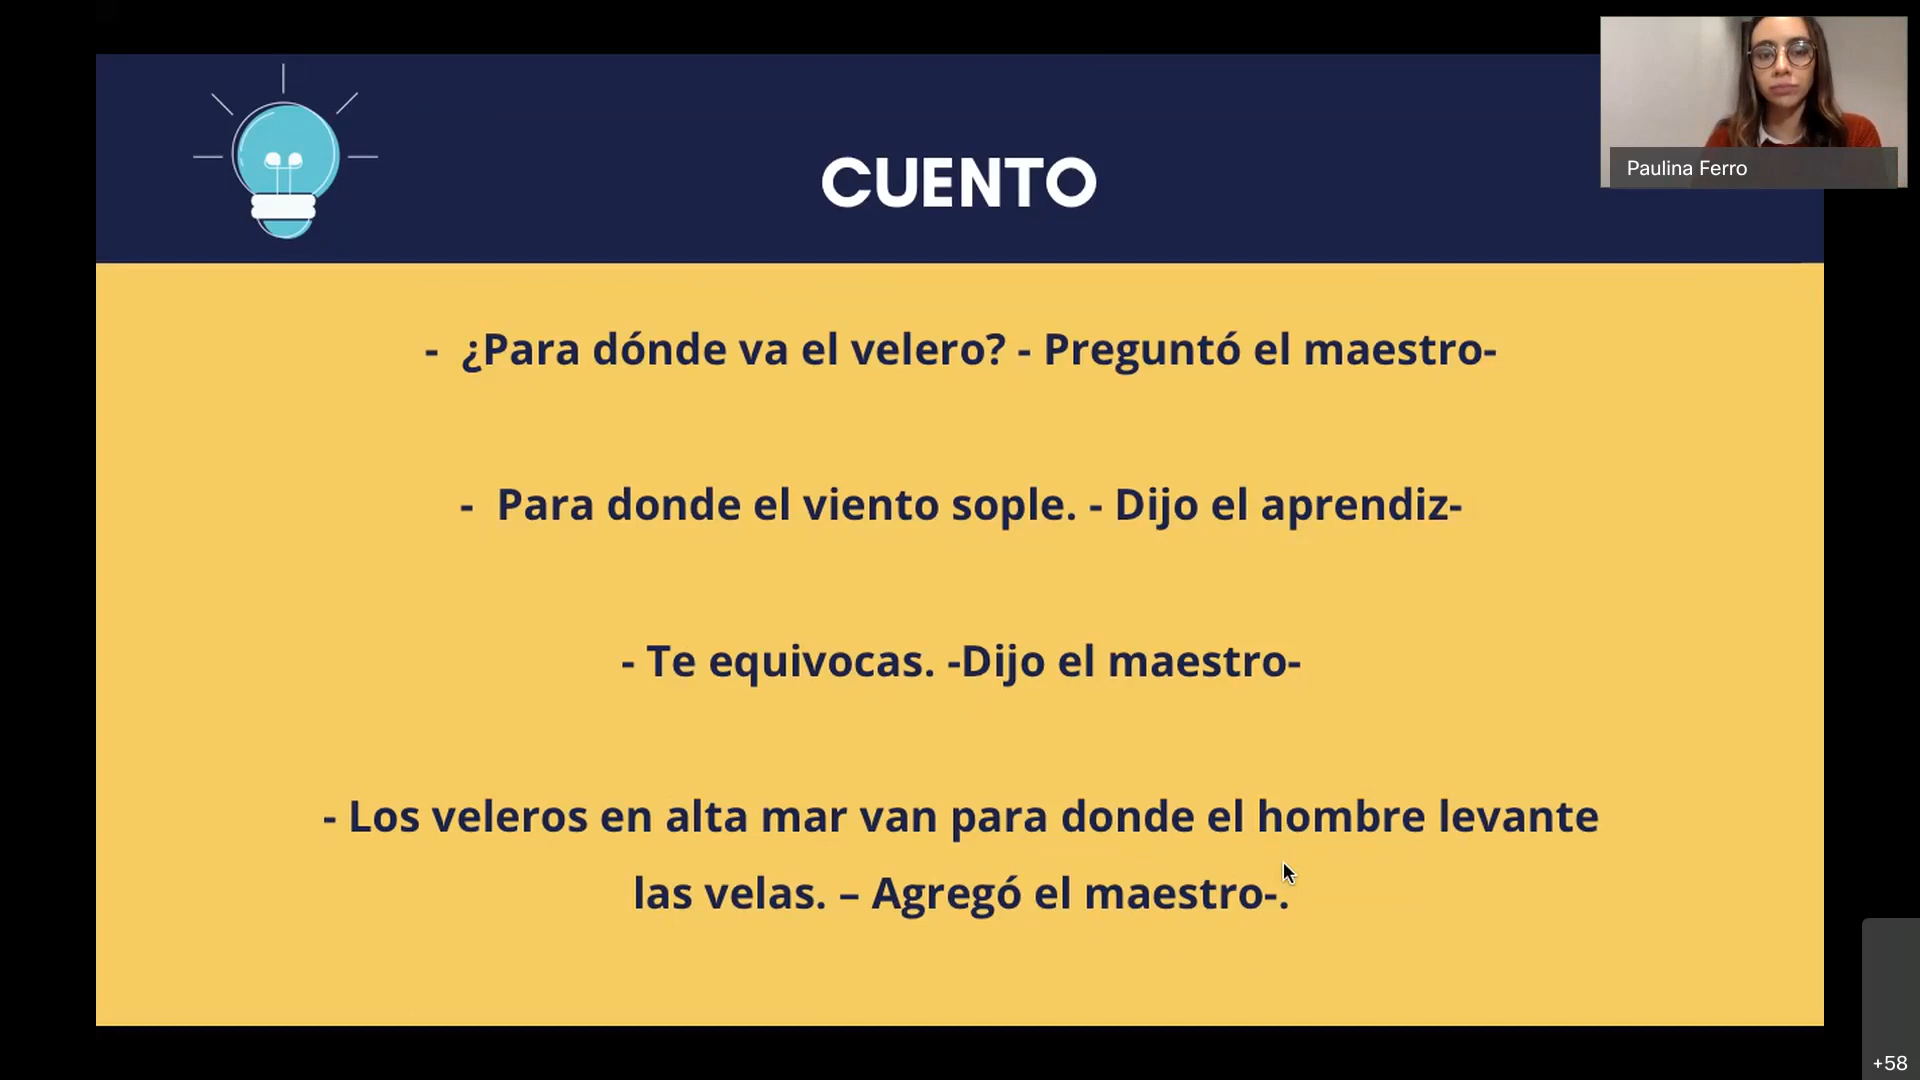 CUENTO
Paulina Ferro
- ¿Para dónde va el velero? - Preguntó el maestro-
- Para donde el viento sople. - Dijo el aprendiz-
- Te equivocas. -Dijo el maestro-
- Los veleros en alta mar van para donde el hombre levante
las velas. – Agregó el maestro-.
+58